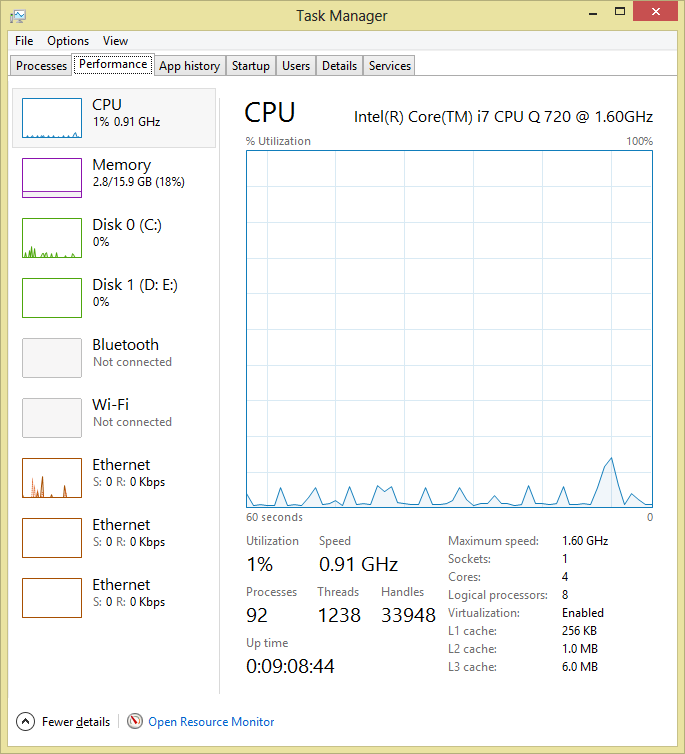 Task Manager
File Options View
Processes Performance App history Startup Users Details Services
CPU
1% 0.91 GHz
Memory
2.8/15.9 GB (18%)
Disk 0 (C:)
0%
Disk 1 (D: E:)
0%
Bluetooth
Not connected
Wi-Fi
Not connected
Ethernet
S: 0 R: 0 Kbps
Ethernet
S: 0 R: 0 Kbps
Ethernet
S: 0 R: 0 Kbps
CPU Intel(R) Core(TM) i7 CPU Q 720 @ 1.60GHz
% Utilization 100%
60 seconds 0
Utilization Speed
1% 0.91 GHz
Processes Threads Handles
92 1238 33948
Up time
0:09:08:44
Maximum speed: 1.60 GHz
Sockets: 1
Cores: 4
Logical processors: 8
Virtualization: Enabled
L1 cache: 256 KB
L2 cache: 1.0 MB
L3 cache: 6.0 MB
Fewer details Open Resource Monitor